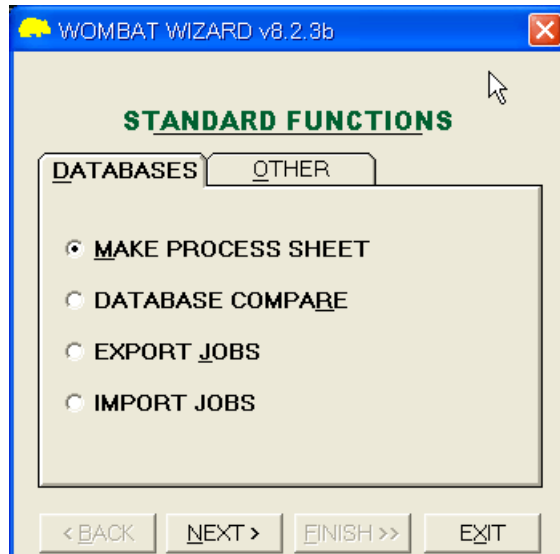 WOMBAT WIZARD v8.2.3b
STANDARD FUNCTIONS
DATABASES OTHER
MAKE PROCESS SHEET
DATABASE COMPARE
EXPORT JOBS
IMPORT JOBS
< BACK NEXT > FINISH >> EXIT